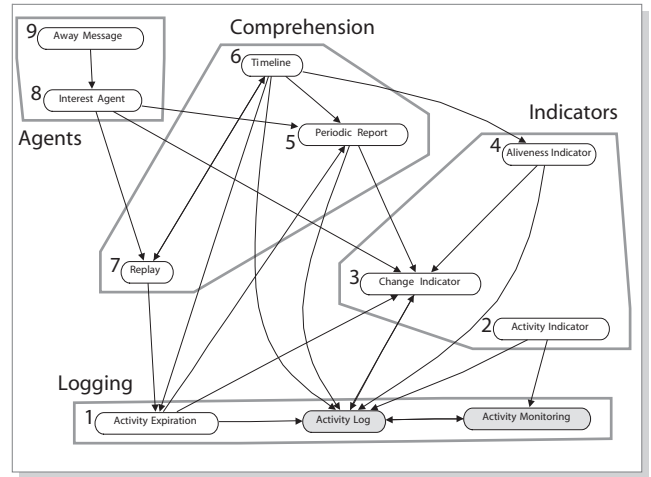 Comprehension
9 Away Message
6 Timeline
8 Interest Agent
Indicators
Agents
5 Periodic Report
4 Aliveness Indicator
7 Replay
3 Change Indicator
2 Activity Indicator
Logging
1 Activity Expiration
Activity Log
Activity Monitoring